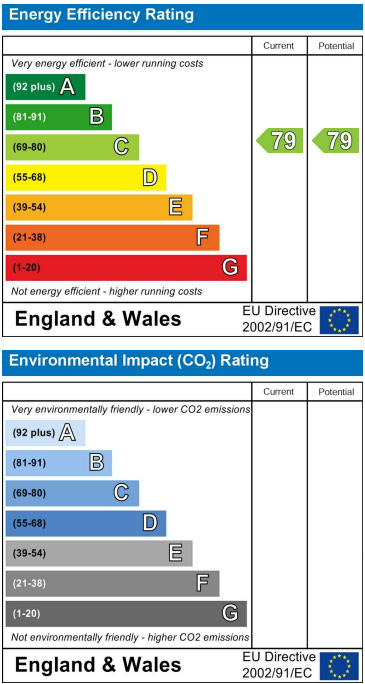 Energy Efficiency Rating
Current Potential
Very energy efficient - lower running costs
(92 plus) A
(81-91) B
(69-80) C
79 79
(55-68) D
(39-54) E
(21-38) F
(1-20) G
Not energy efficient - higher running costs
England & Wales
EU Directive
2002/91/EC
Environmental Impact (CO₂) Rating
Current Potential
Very environmentally friendly - lower CO2 emissions
(92 plus) A
(81-91) B
(69-80) C
(55-68) D
(39-54) E
(21-38) F
(1-20) G
Not environmentally friendly - higher CO2 emissions
England & Wales
EU Directive
2002/91/EC